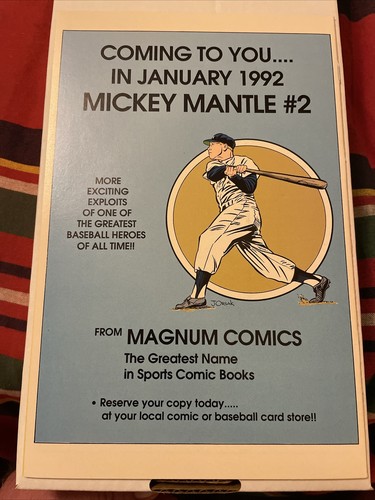 COMING TO YOU....
IN JANUARY 1992
MICKEY MANTLE #2
MORE
EXCITING
EXPLOITS
OF ONE OF
THE GREATEST
BASEBALL HEROES
OF ALL TIME!!
FROM MAGNUM COMICS
The Greatest Name
in Sports Comic Books
• Reserve your copy today.....
at your local comic or baseball card store!!